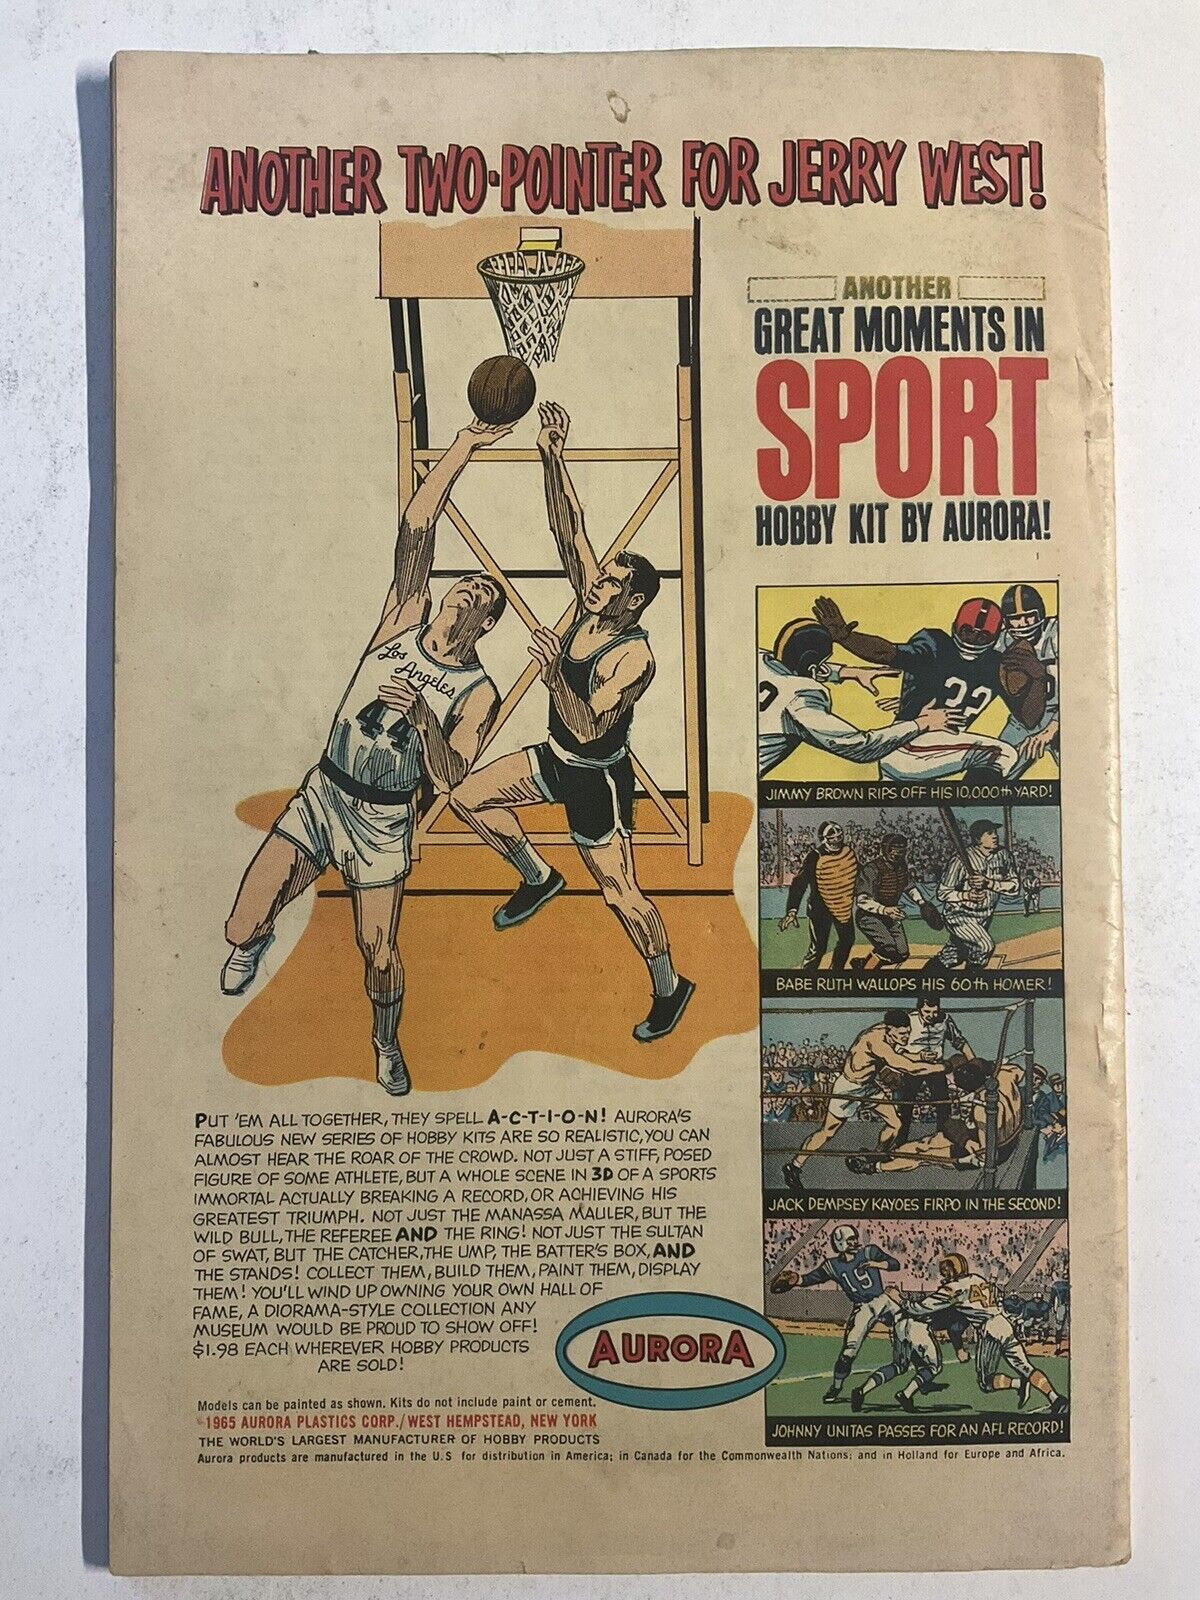 ANOTHER TWO-POINTER FOR JERRY WEST!
ANOTHER
GREAT MOMENTS IN
SPORT
HOBBY KIT BY AURORA!
Los
Angeles
44
32
JIMMY BROWN RIPS OFF HIS 10,000th YARD!
BABE RUTH WALLOPS HIS 60th HOMER!
JACK DEMPSEY KAYOES FIRPO IN THE SECOND!
19
JOHNNY UNITAS PASSES FOR AN AFL RECORD!
PUT 'EM ALL TOGETHER, THEY SPELL A-C-T-I-O-N! AURORA'S
FABULOUS NEW SERIES OF HOBBY KITS ARE SO REALISTIC, YOU CAN
ALMOST HEAR THE ROAR OF THE CROWD. NOT JUST A STIFF, POSED
FIGURE OF SOME ATHLETE, BUT A WHOLE SCENE IN 3D OF A SPORTS
IMMORTAL ACTUALLY BREAKING A RECORD, OR ACHIEVING HIS
GREATEST TRIUMPH. NOT JUST THE MANASSA MAULER, BUT THE
WILD BULL, THE REFEREE AND THE RING! NOT JUST THE SULTAN
OF SWAT, BUT THE CATCHER, THE UMP, THE BATTER'S BOX, AND
THE STANDS! COLLECT THEM, BUILD THEM, PAINT THEM, DISPLAY
THEM! YOU'LL WIND UP OWNING YOUR OWN HALL OF
FAME, A DIORAMA-STYLE COLLECTION ANY
MUSEUM WOULD BE PROUD TO SHOW OFF!
$1.98 EACH WHEREVER HOBBY PRODUCTS
ARE SOLD!
AURORA
Models can be painted as shown. Kits do not include paint or cement.
©1965 AURORA PLASTICS CORP./WEST HEMPSTEAD, NEW YORK
THE WORLD'S LARGEST MANUFACTURER OF HOBBY PRODUCTS
Aurora products are manufactured in the U.S for distribution in America; in Canada for the Commonwealth Nations; and in Holland for Europe and Africa.